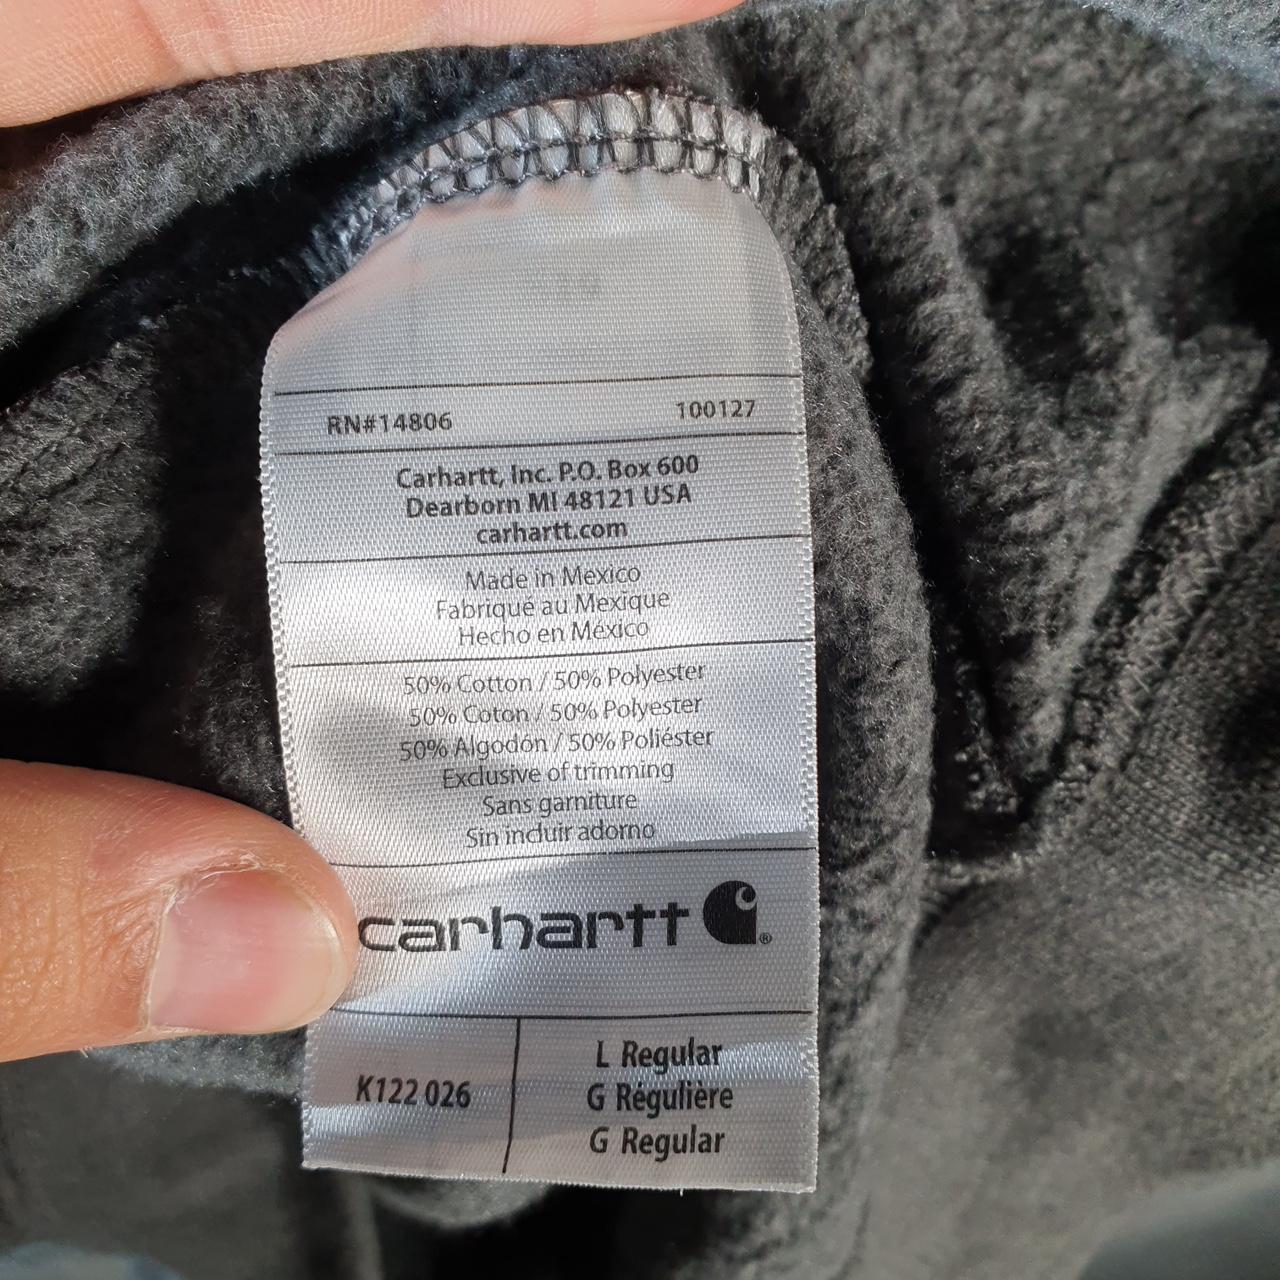 RN#14806 100127
Carhartt, Inc. P.O. Box 600
Dearborn MI 48121 USA
carhartt.com
Made in Mexico
Fabriqué au Mexique
Hecho en México
50% Cotton / 50% Polyester
50% Coton / 50% Polyester
50% Algodón / 50% Poliéster
Exclusive of trimming
Sans garniture
Sin incluir adorno
carhartt ®
K122 026
L Regular
G Régulière
G Regular